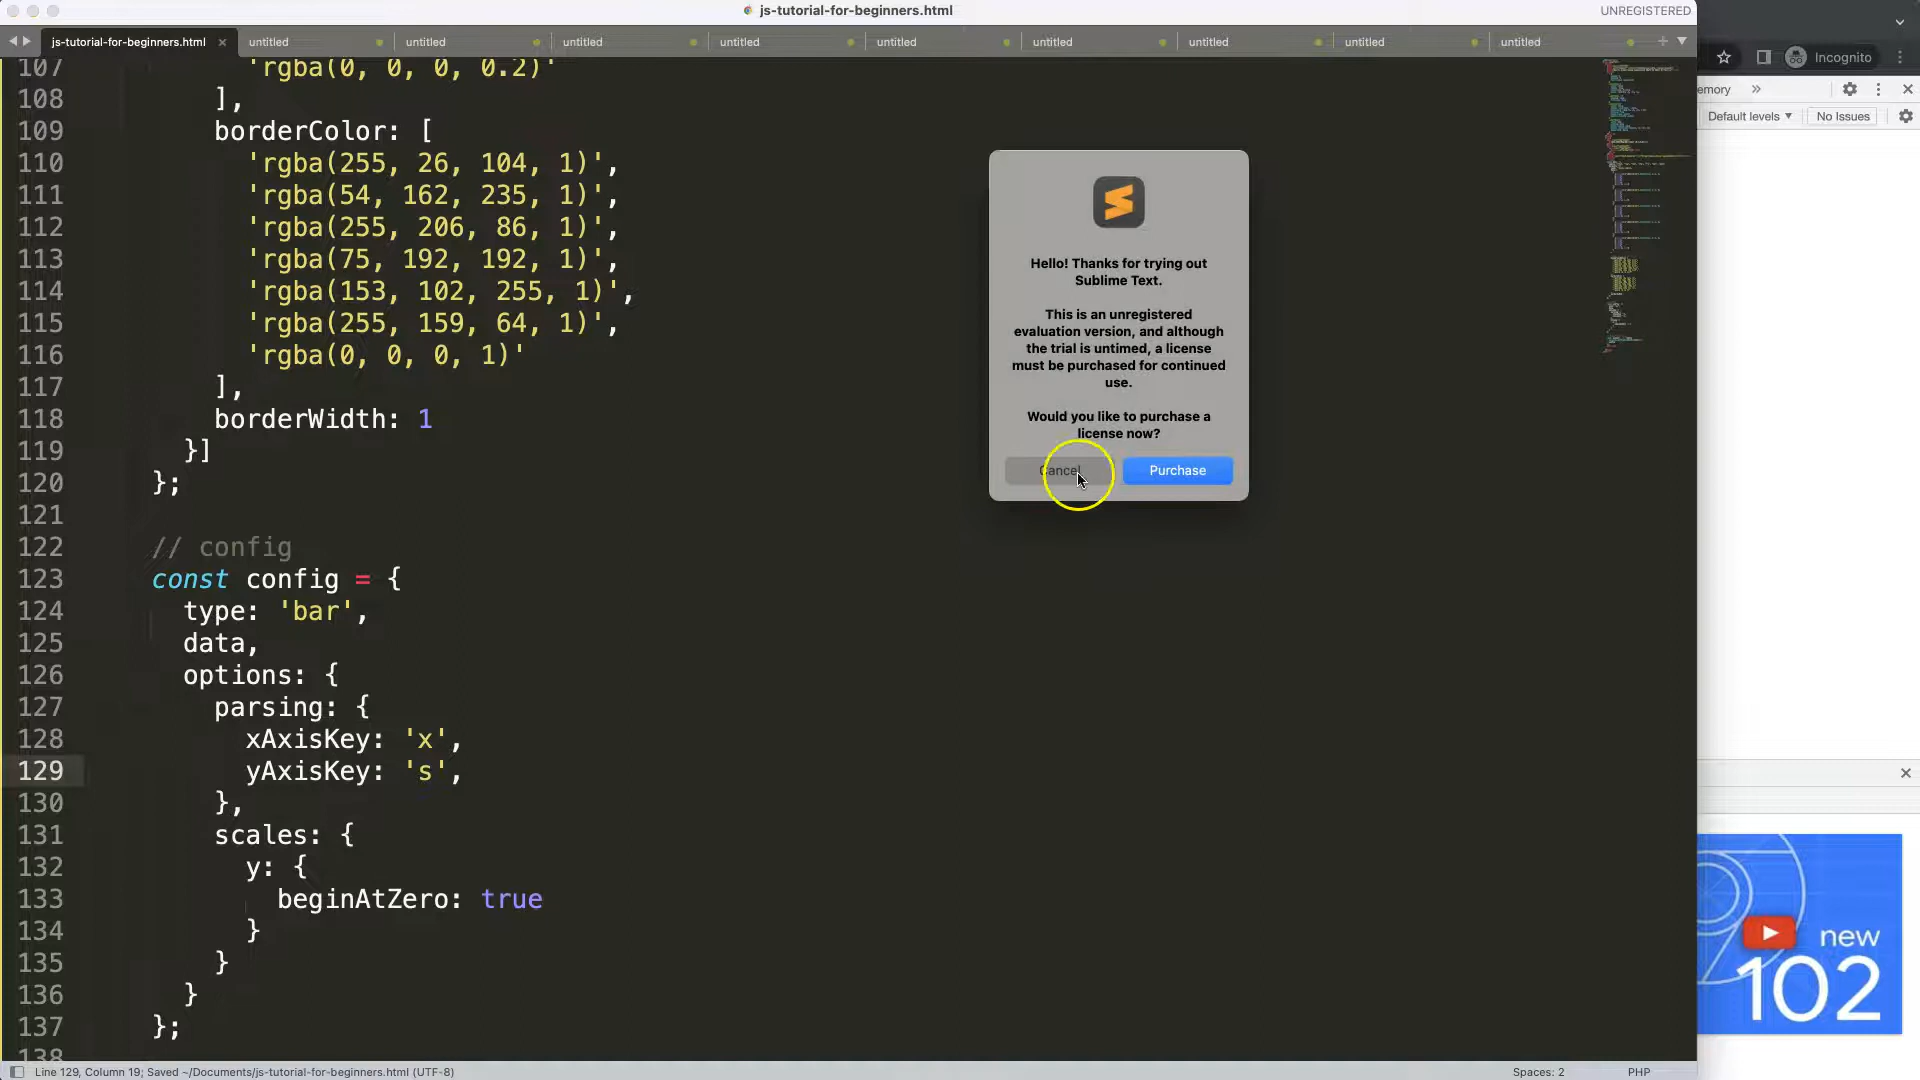 js-tutorial-for-beginners.html
UNREGISTERED
js-tutorial-for-beginners.html
untitled
untitled
untitled
untitled
untitled
untitled
untitled
untitled
untitled
Incognito
emory
Default levels
No Issues
107 'rgba(0, 0, 0, 0.2)'
108 ],
109 borderColor: [
110 'rgba(255, 26, 104, 1)',
111 'rgba(54, 162, 235, 1)',
112 'rgba(255, 206, 86, 1)',
113 'rgba(75, 192, 192, 1)',
114 'rgba(153, 102, 255, 1)',
115 'rgba(255, 159, 64, 1)',
116 'rgba(0, 0, 0, 1)'
117 ],
118 borderWidth: 1
119 }]
120 };
121
122 // config
123 const config = {
124 type: 'bar',
125 data,
126 options: {
127 parsing: {
128 xAxisKey: 'x',
129 yAxisKey: 's',
130 },
131 scales: {
132 y: {
133 beginAtZero: true
134 }
135 }
136 }
137 };
138
Hello! Thanks for trying out
Sublime Text.
This is an unregistered
evaluation version, and although
the trial is untimed, a license
must be purchased for continued
use.
Would you like to purchase a
license now?
Cancel
Purchase
new
102
Line 129, Column 19; Saved ~/Documents/js-tutorial-for-beginners.html (UTF-8)
Spaces: 2
PHP